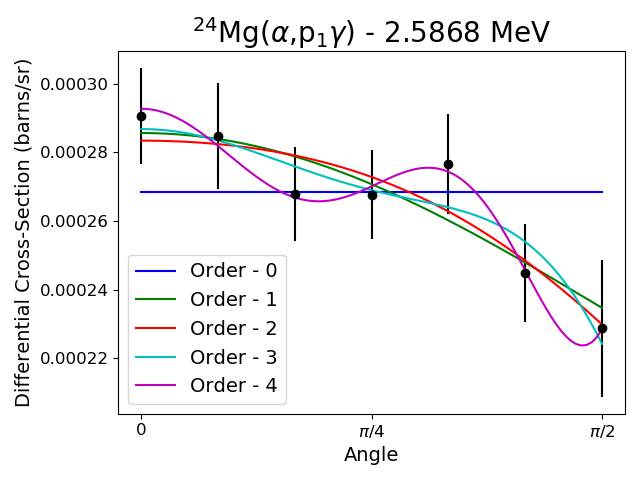 ²⁴Mg(α,p₁γ) - 2.5868 MeV
Differential Cross-Section (barns/sr)
0.00030
0.00028
0.00026
0.00024
0.00022
Order - 0
Order - 1
Order - 2
Order - 3
Order - 4
0
π/4
π/2
Angle